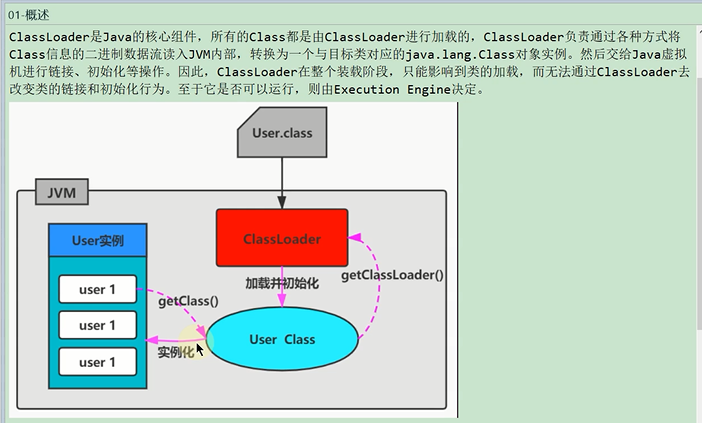 01-概述
ClassLoader是Java的核心组件，所有的Class都是由ClassLoader进行加载的，ClassLoader负责通过各种方式将
Class信息的二进制数据流读入JVM内部，转换为一个与目标类对应的java.lang.Class对象实例。然后交给Java虚拟
机进行链接、初始化等操作。因此，ClassLoader在整个装载阶段，只能影响到类的加载，而无法通过ClassLoader去
改变类的链接和初始化行为。至于它是否可以运行，则由Execution Engine决定。
User.class
JVM
User实例
ClassLoader
getClassLoader()
加载并初始化
user 1
getClass()
user 1
User Class
实例化
user 1